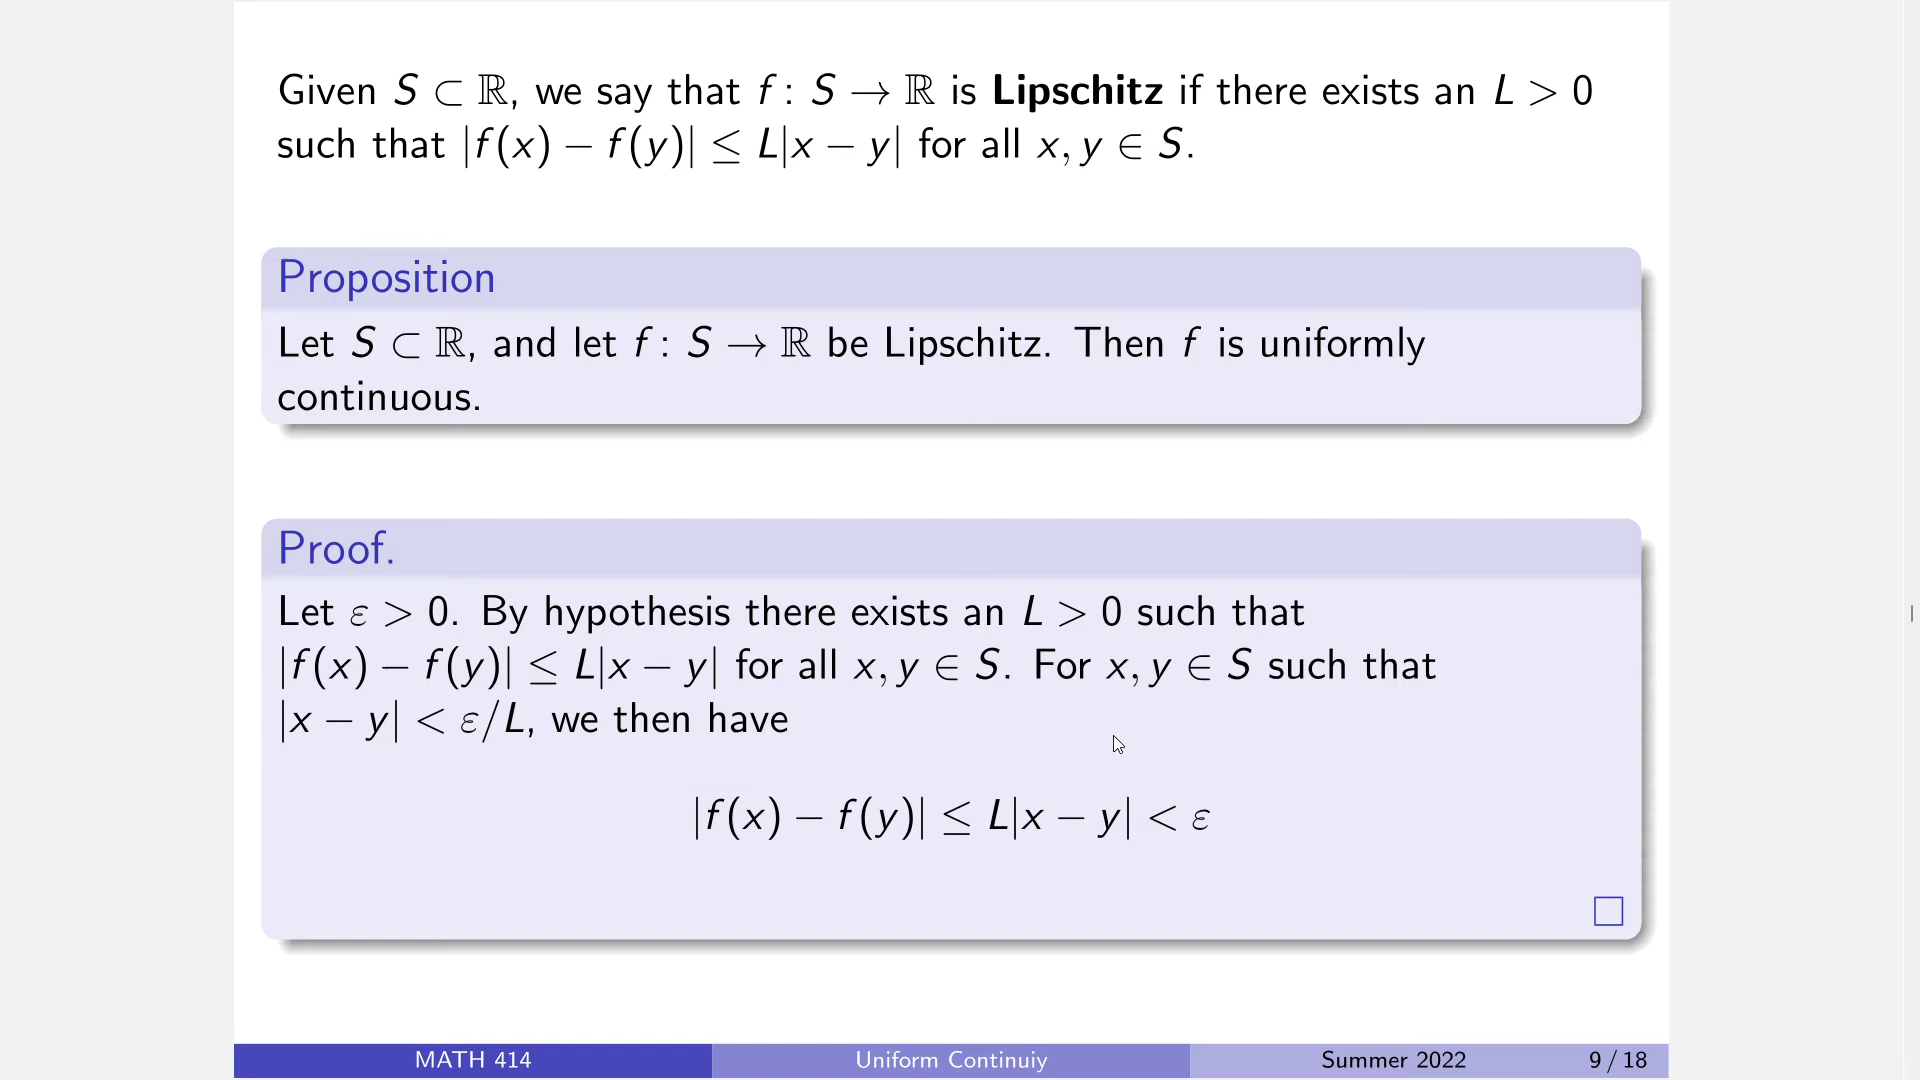 Given S ⊂ ℝ, we say that f : S → ℝ is Lipschitz if there exists an L > 0
such that |f(x) − f(y)| ≤ L|x − y| for all x, y ∈ S.
Proposition
Let S ⊂ ℝ, and let f : S → ℝ be Lipschitz. Then f is uniformly
continuous.
Proof.
Let ε > 0. By hypothesis there exists an L > 0 such that
|f(x) − f(y)| ≤ L|x − y| for all x, y ∈ S. For x, y ∈ S such that
|x − y| < ε/L, we then have
|f(x) − f(y)| ≤ L|x − y| < ε
□
MATH 414 Uniform Continuiy Summer 2022 9 / 18